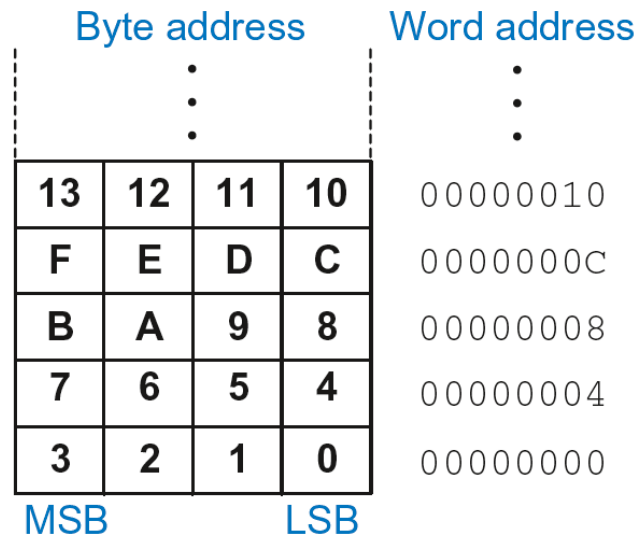 Byte address Word address
13 12 11 10 00000010
F E D C 0000000C
B A 9 8 00000008
7 6 5 4 00000004
3 2 1 0 00000000
MSB LSB